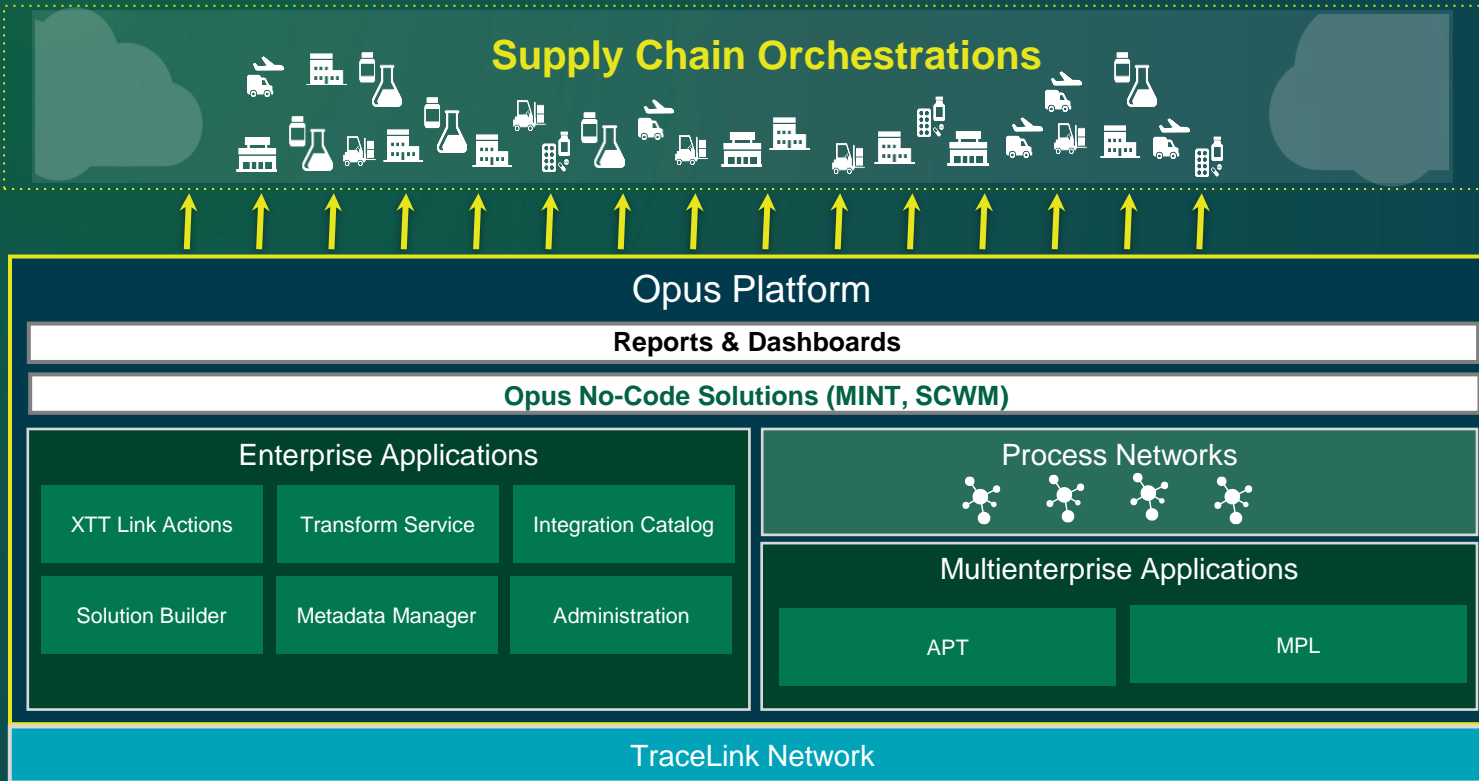 Supply Chain Orchestrations
Opus Platform
Reports & Dashboards
Opus No-Code Solutions (MINT, SCWM)
Enterprise Applications
XTT Link Actions
Transform Service
Integration Catalog
Solution Builder
Metadata Manager
Administration
Process Networks
Multienterprise Applications
APT
MPL
TraceLink Network